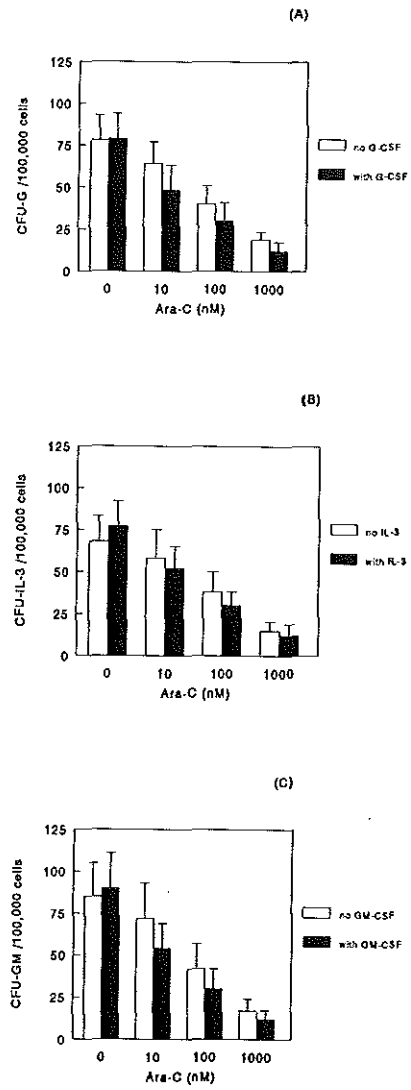 (A)
125
100
75
50
25
0
CFU-G /100,000 cells
0 10 100 1000
Ara-C (nM)
no G-CSF
with G-CSF
(B)
125
100
75
50
25
0
CFU-IL-3 /100,000 cells
0 10 100 1000
Ara-C (nM)
no IL-3
with IL-3
(C)
125
100
75
50
25
0
CFU-GM /100,000 cells
0 10 100 1000
Ara-C (nM)
no GM-CSF
with GM-CSF